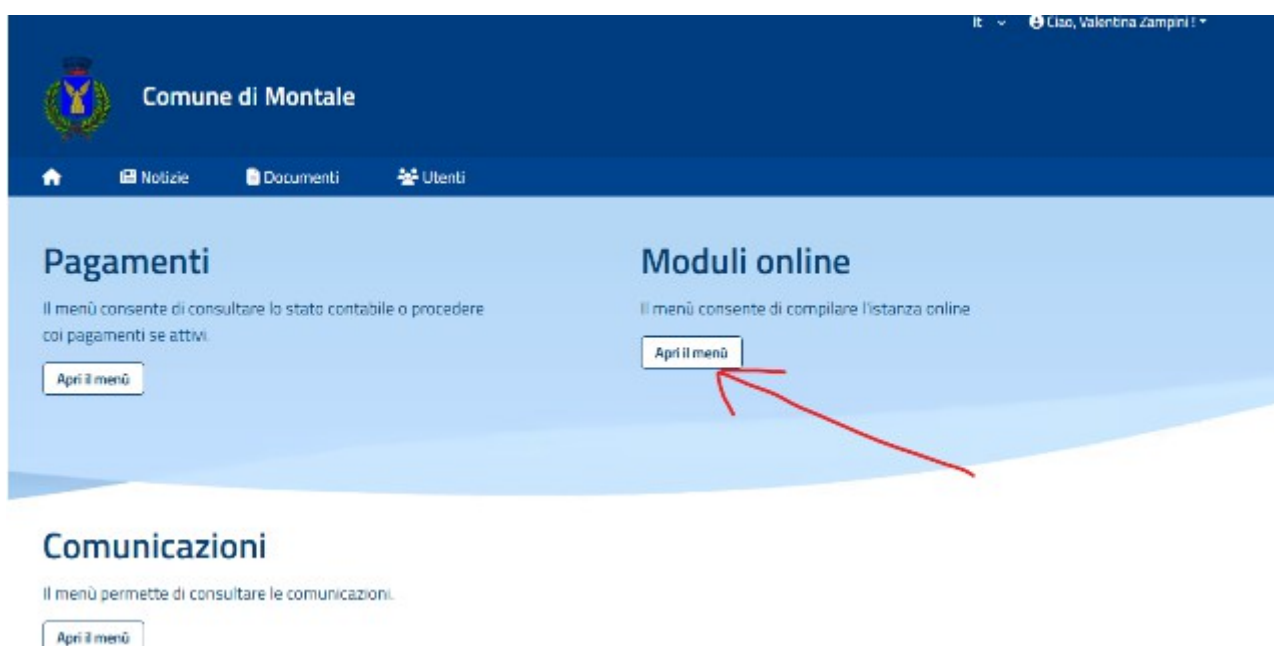 It
Ciao, Valentina Zampini !
Comune di Montale
Notizie
Documenti
Utenti
Pagamenti
Il menù consente di consultare lo stato contabile o procedere
coi pagamenti se attivi.
Apri il menù
Moduli online
Il menù consente di compilare l'istanza online
Apri il menù
Comunicazioni
Il menù permette di consultare le comunicazioni.
Apri il menù